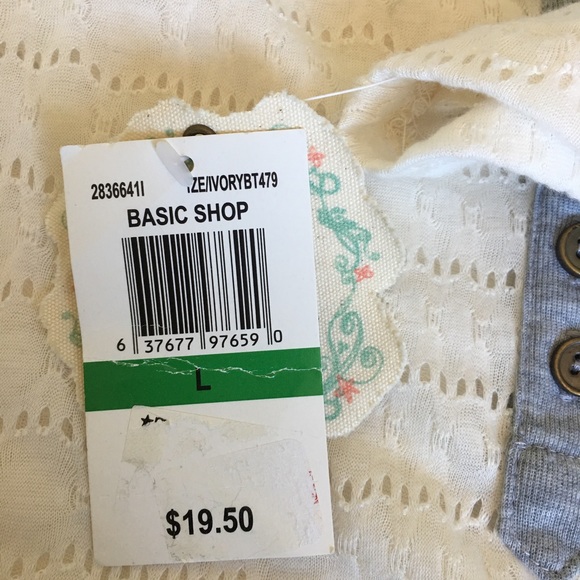 2836641I ZE/IVORYBT479
BASIC SHOP
6 37677 97659 0
L
$19.50